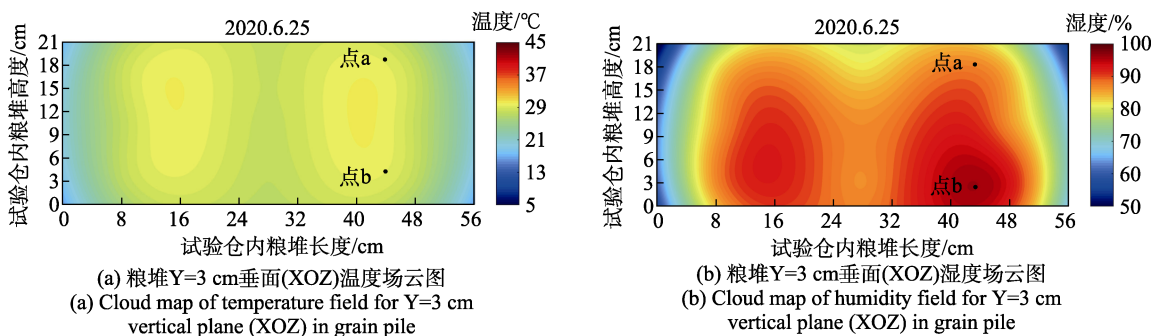 2020.6.25
温度/℃
试验仓内粮堆高度/cm
21
18
15
12
9
6
3
0
点a
点b
45
37
29
21
13
5
0 8 16 24 32 40 48 56
试验仓内粮堆长度/cm
(a) 粮堆Y=3 cm垂面(XOZ)温度场云图
(a) Cloud map of temperature field for Y=3 cm
vertical plane (XOZ) in grain pile
2020.6.25
湿度/%
试验仓内粮堆高度/cm
21
18
15
12
9
6
3
0
点a
点b
100
90
80
70
60
50
0 8 16 24 32 40 48 56
试验仓内粮堆长度/cm
(b) 粮堆Y=3 cm垂面(XOZ)湿度场云图
(b) Cloud map of humidity field for Y=3 cm
vertical plane (XOZ) in grain pile